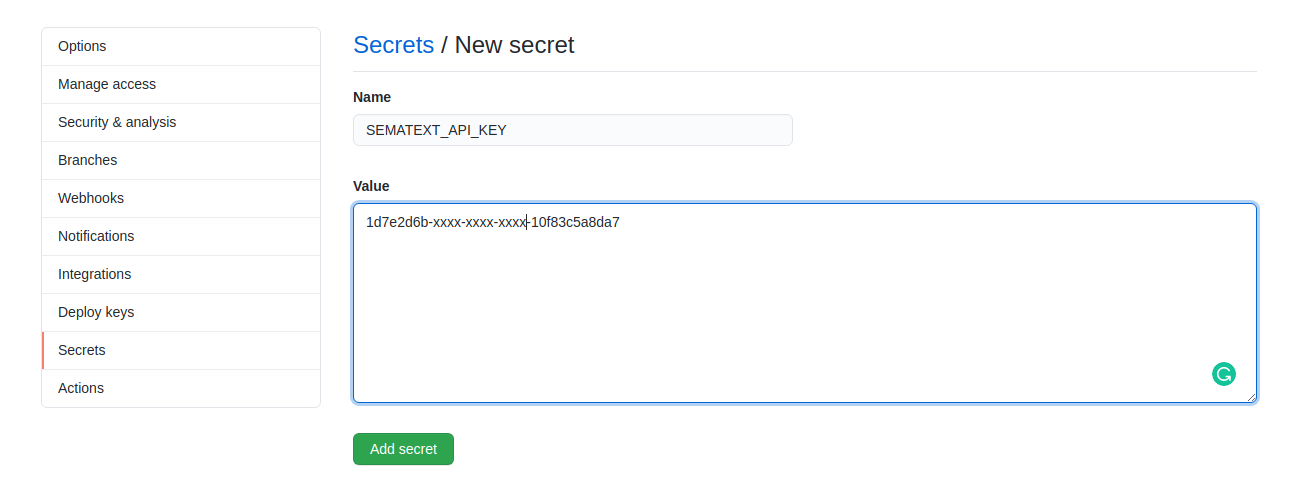 Options
Manage access
Security & analysis
Branches
Webhooks
Notifications
Integrations
Deploy keys
Secrets
Actions
Secrets / New secret
Name
SEMATEXT_API_KEY
Value
1d7e2d6b-xxxx-xxxx-xxxx-10f83c5a8da7
Add secret